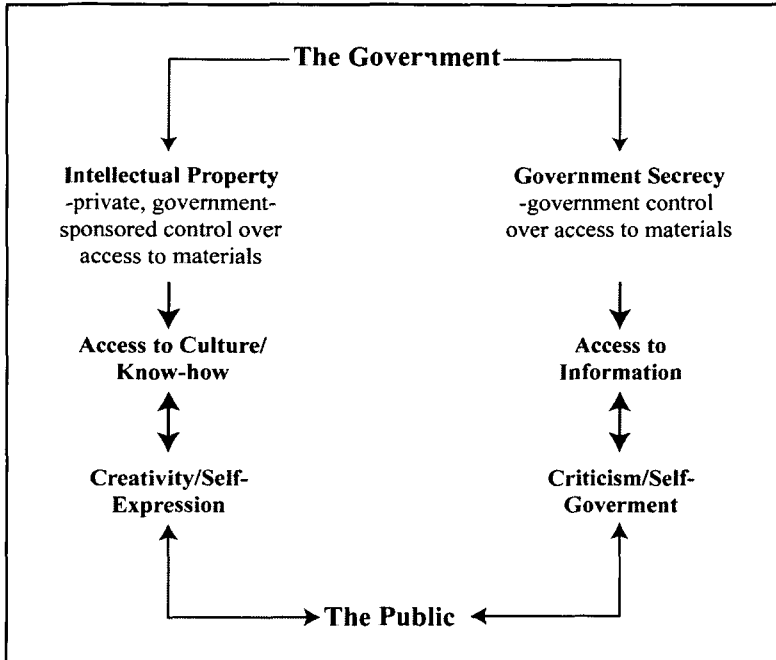 The Government
Intellectual Property
-private, government-
sponsored control over
access to materials
Government Secrecy
-government control
over access to materials
Access to Culture/
Know-how
Access to
Information
Creativity/Self-
Expression
Criticism/Self-
Goverment
The Public